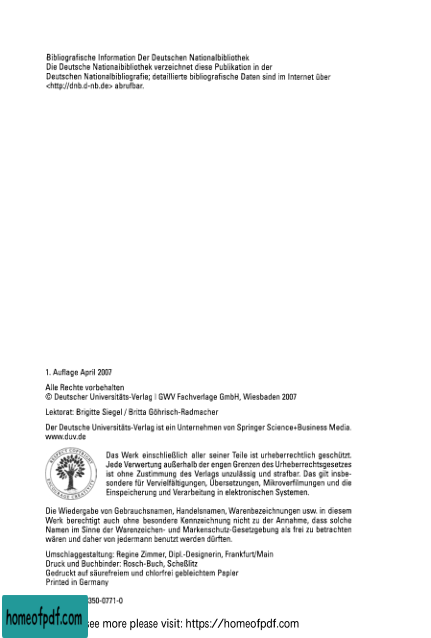 Bibliografische Information Der Deutschen Nationalbibliothek
Die Deutsche Nationalbibliothek verzeichnet diese Publikation in der
Deutschen Nationalbibliografie; detaillierte bibliografische Daten sind im Internet über
<http://dnb.d-nb.de> abrufbar.
1. Auflage April 2007
Alle Rechte vorbehalten
© Deutscher Universitäts-Verlag | GWV Fachverlage GmbH, Wiesbaden 2007
Lektorat: Brigitte Siegel / Britta Göhrisch-Radmacher
Der Deutsche Universitäts-Verlag ist ein Unternehmen von Springer Science+Business Media.
www.duv.de
RESPECT COPYRIGHT
ENCOURAGE CREATIVITY
Das Werk einschließlich aller seiner Teile ist urheberrechtlich geschützt.
Jede Verwertung außerhalb der engen Grenzen des Urheberrechtsgesetzes
ist ohne Zustimmung des Verlags unzulässig und strafbar. Das gilt insbe-
sondere für Vervielfältigungen, Übersetzungen, Mikroverfilmungen und die
Einspeicherung und Verarbeitung in elektronischen Systemen.
Die Wiedergabe von Gebrauchsnamen, Handelsnamen, Warenbezeichnungen usw. in diesem
Werk berechtigt auch ohne besondere Kennzeichnung nicht zu der Annahme, dass solche
Namen im Sinne der Warenzeichen- und Markenschutz-Gesetzgebung als frei zu betrachten
wären und daher von jedermann benutzt werden dürften.
Umschlaggestaltung: Regine Zimmer, Dipl.-Designerin, Frankfurt/Main
Druck und Buchbinder: Rosch-Buch, Scheßlitz
Gedruckt auf säurefreiem und chlorfrei gebleichtem Papier
Printed in Germany
350-0771-0
homeofpdf.com
see more please visit: https://homeofpdf.com